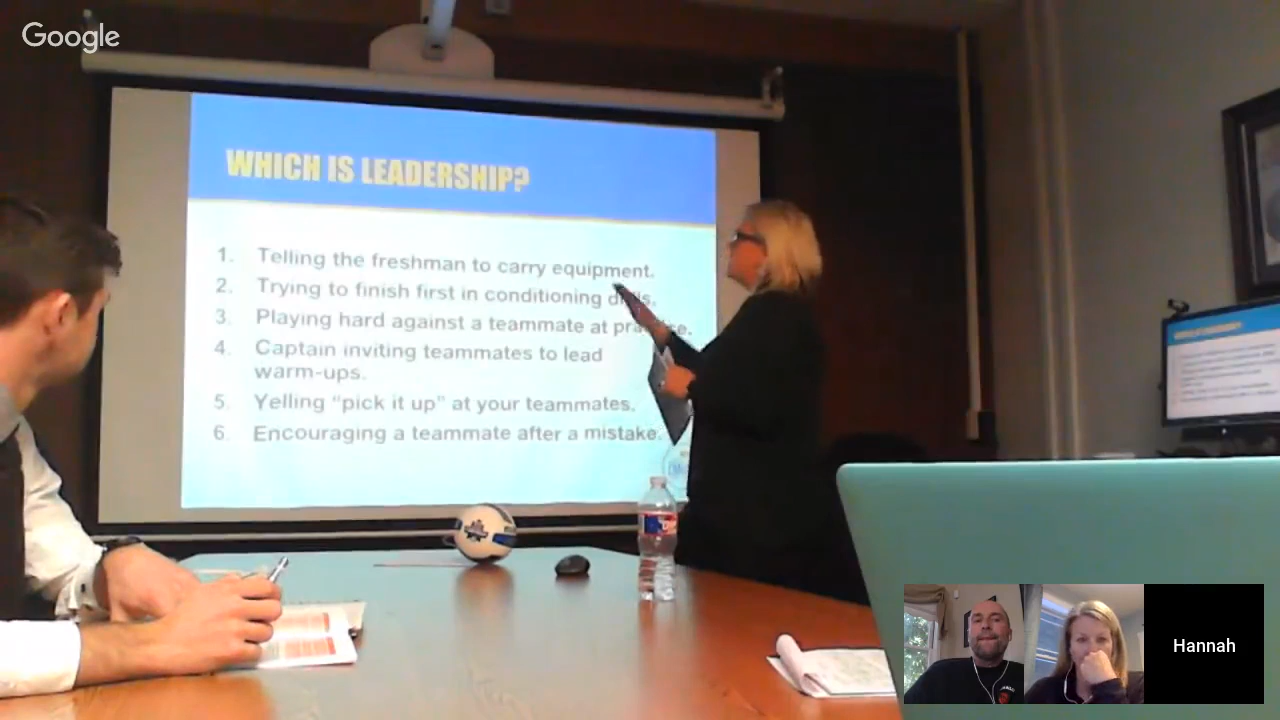 Google
WHICH IS LEADERSHIP?
1. Telling the freshman to carry equipment.
2. Trying to finish first in conditioning drills.
3. Playing hard against a teammate at practice.
4. Captain inviting teammates to lead
warm-ups.
5. Yelling “pick it up” at your teammates.
6. Encouraging a teammate after a mistake.
Hannah